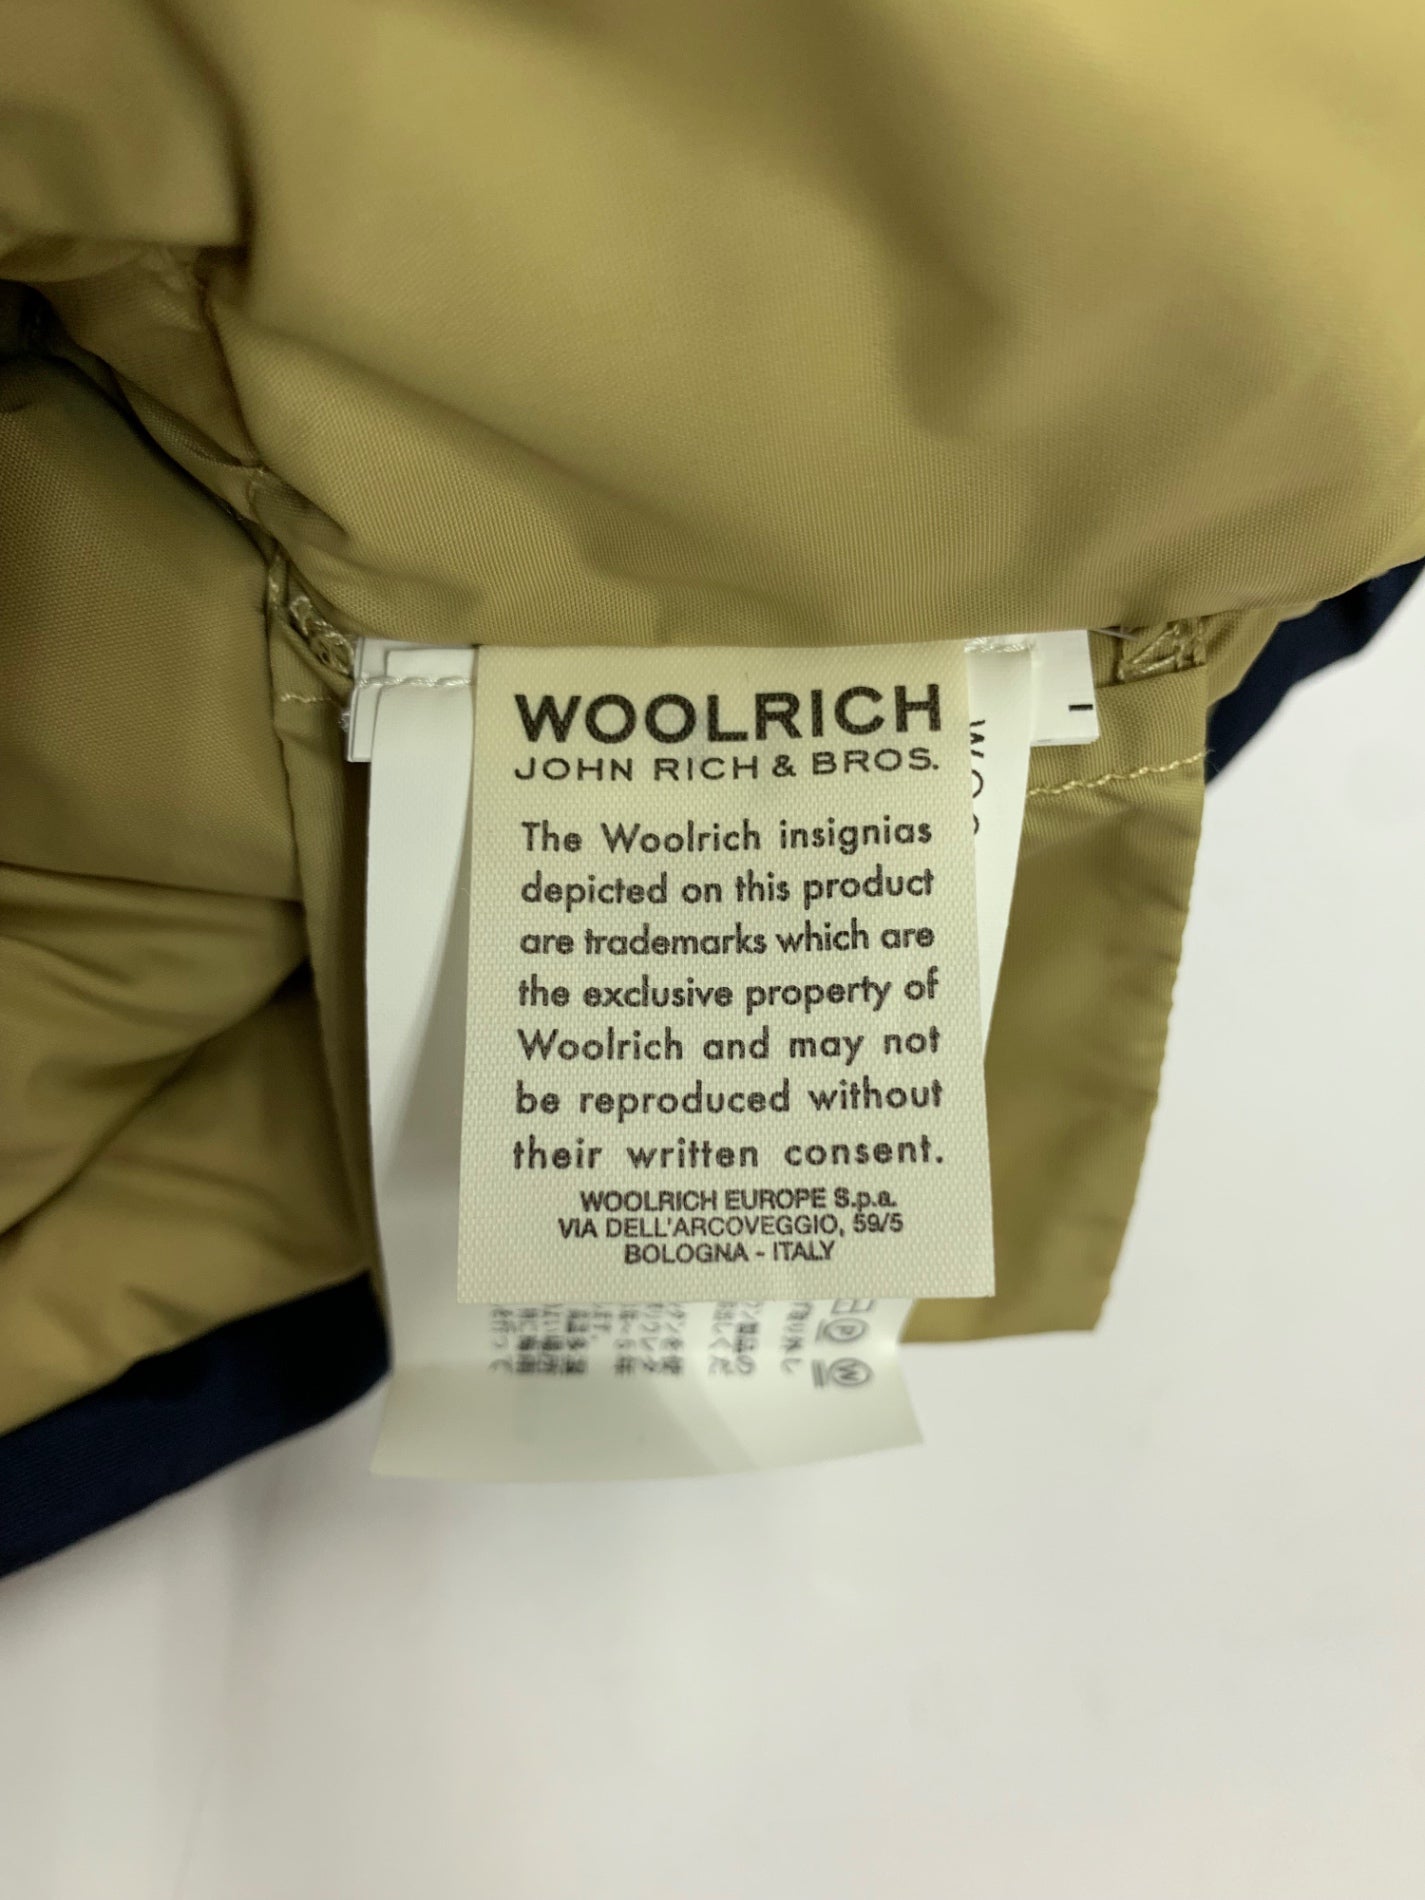 WOOLRICH
JOHN RICH & BROS.
The Woolrich insignias
depicted on this product
are trademarks which are
the exclusive property of
Woolrich and may not
be reproduced without
their written consent.
WOOLRICH EUROPE S.p.a.
VIA DELL'ARCOVEGGIO, 59/5
BOLOGNA - ITALY
P
W